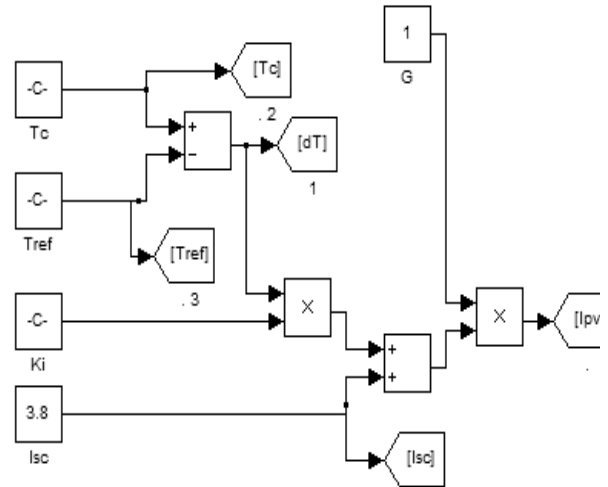 1
G
-C-
Tc
[Tc]
. 2
+
−
[dT]
1
-C-
Tref
[Tref]
. 3
-C-
Ki
X
+
+
X
[Ipv
.
3.8
Isc
[Isc]